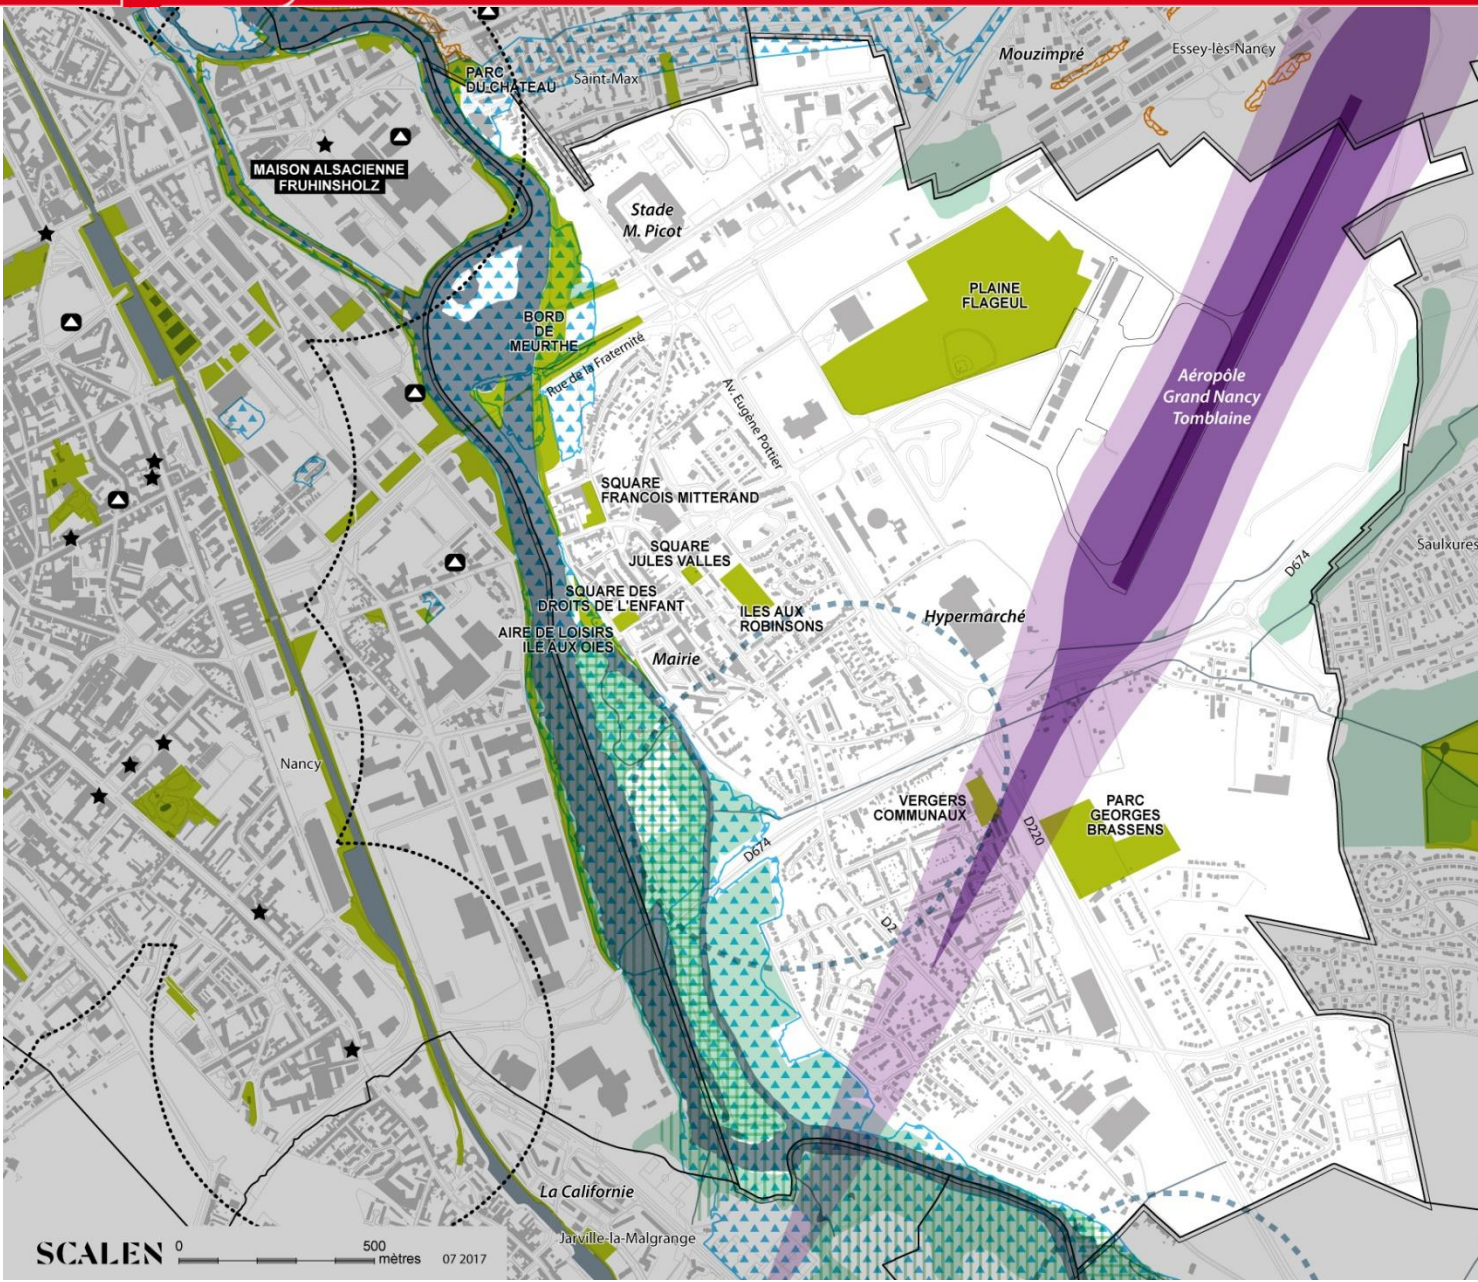 Mouzimpré
Essey-lès-Nancy
PARC
DU CHATEAU
Saint-Max
MAISON ALSACIENNE
FRUHINSHOLZ
Stade
M. Picot
PLAINE
FLAGEUL
BORD
DE
MEURTHE
Rue de la Fraternité
Av. Eugène Pottier
Aéropôle
Grand Nancy
Tomblaine
SQUARE
FRANCOIS MITTERAND
SQUARE
JULES VALLES
Saulxures
D674
SQUARE DES
DROITS DE L'ENFANT
ILES AUX
ROBINSONS
Hypermarché
AIRE DE LOISIRS
ILE AUX OIES
Mairie
Nancy
VERGERS
COMMUNAUX
PARC
GEORGES
BRASSENS
D220
D674
D2
La Californie
Jarville-la-Malgrange
SCALEN
0
500
mètres
07 2017